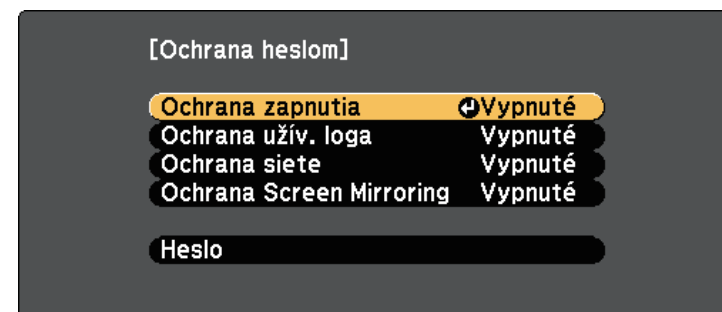 [Ochrana heslom]
Ochrana zapnutia Vypnuté
Ochrana užív. loga Vypnuté
Ochrana siete Vypnuté
Ochrana Screen Mirroring Vypnuté
Heslo